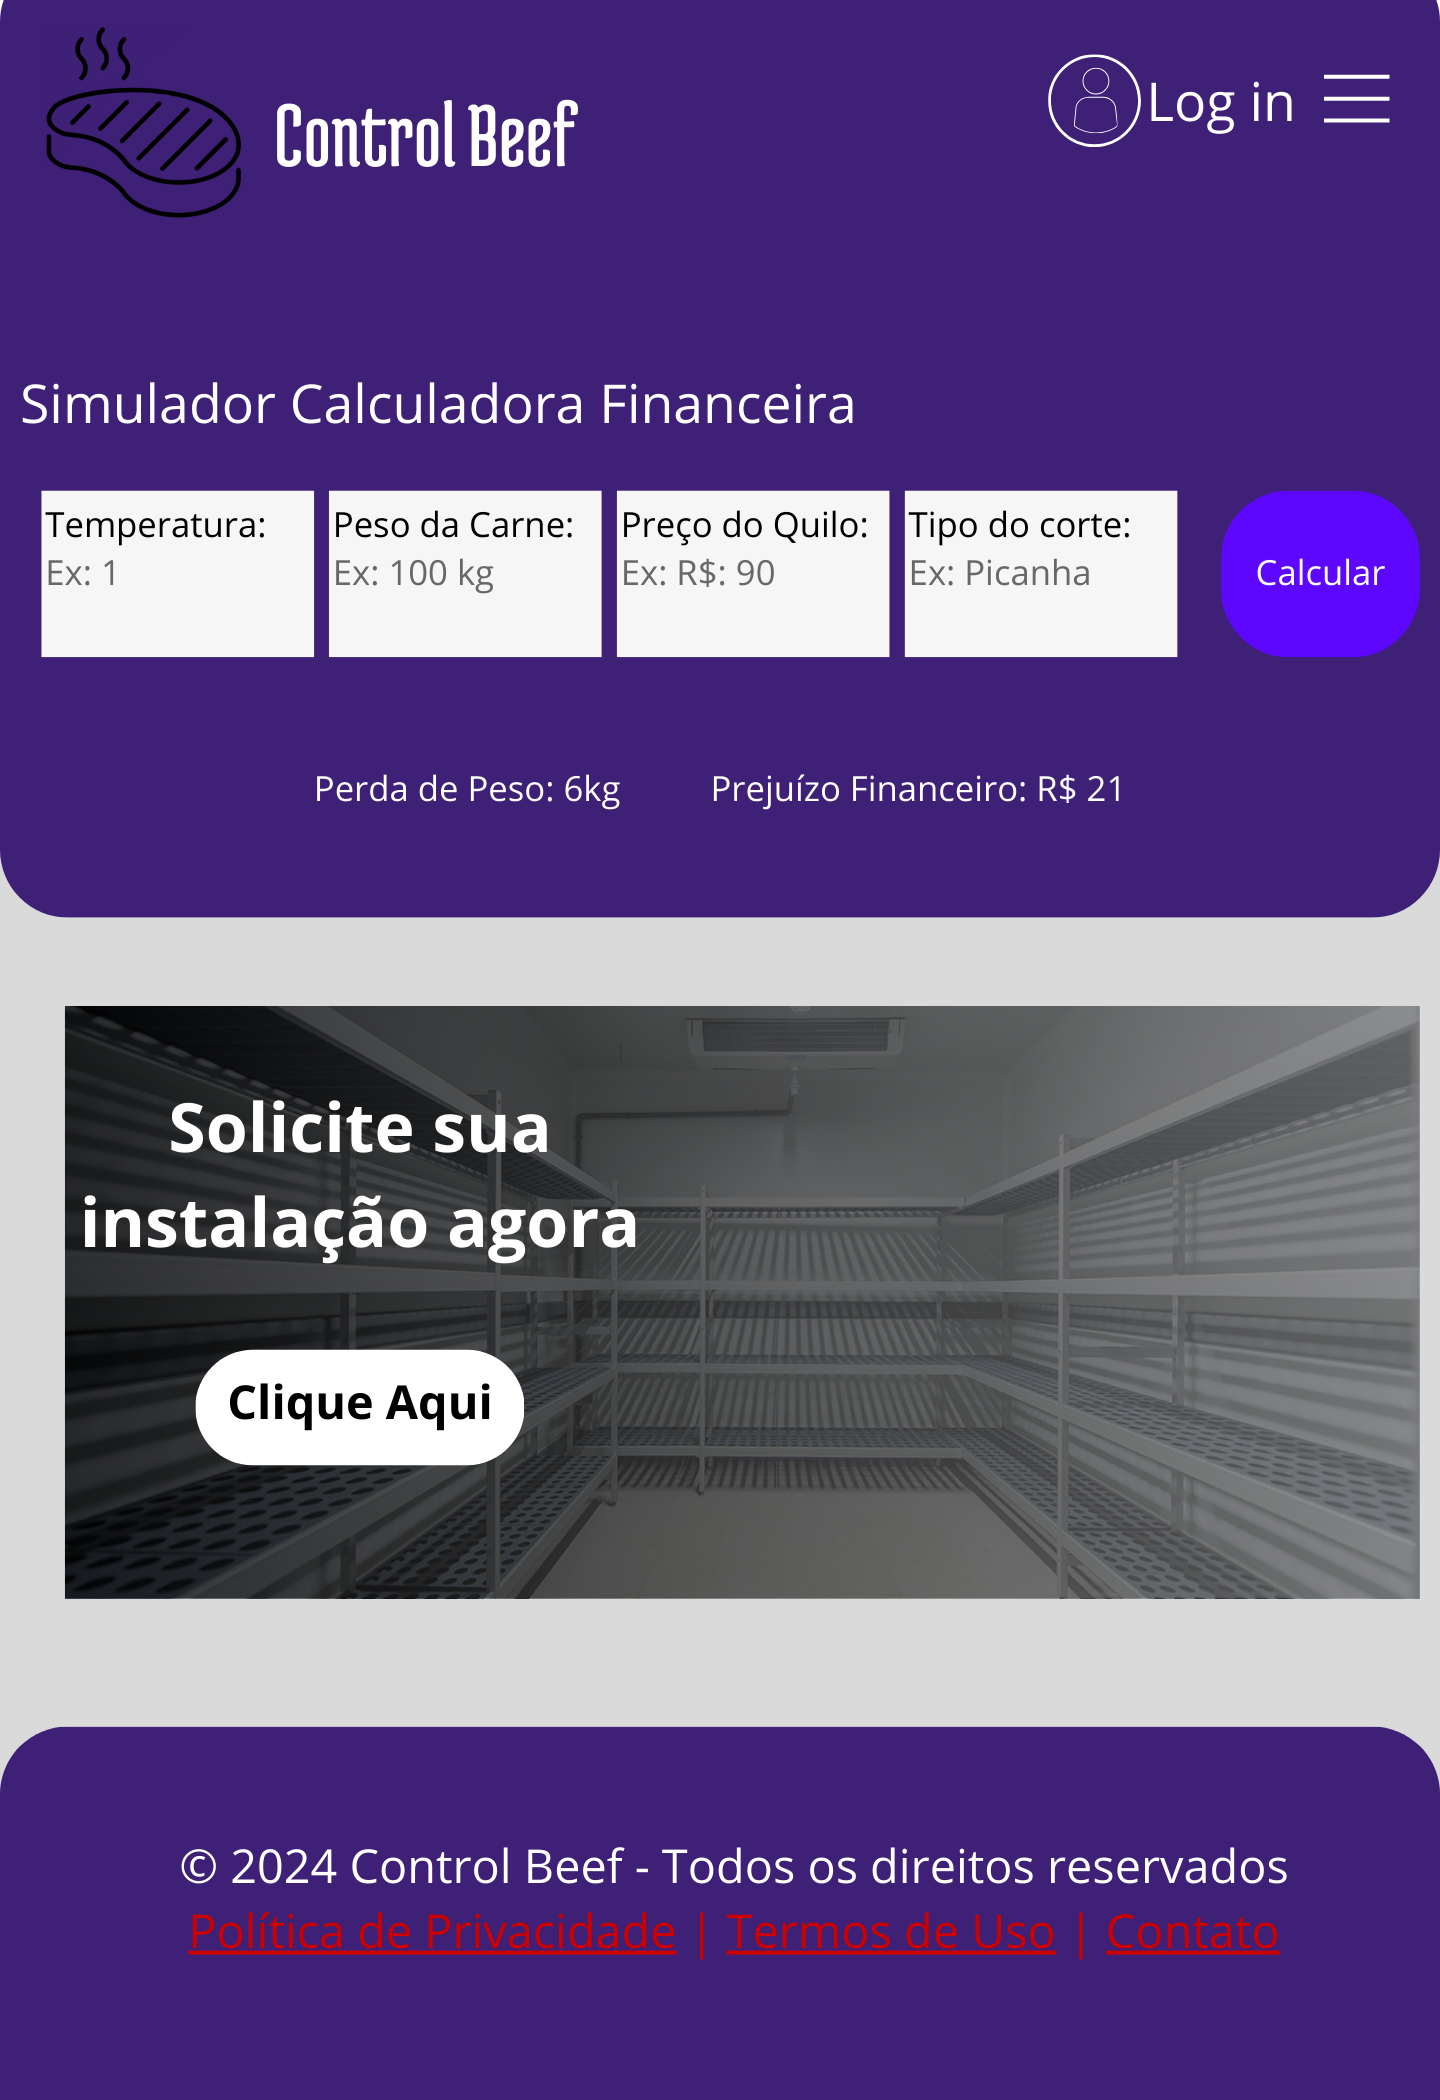 Control Beef
Log in
Simulador Calculadora Financeira
Temperatura:
Ex: 1
Peso da Carne:
Ex: 100 kg
Preço do Quilo:
Ex: R$: 90
Tipo do corte:
Ex: Picanha
Calcular
Perda de Peso: 6kg
Prejuízo Financeiro: R$ 21
Solicite sua
instalação agora
Clique Aqui
© 2024 Control Beef - Todos os direitos reservados
Política de Privacidade | Termos de Uso | Contato